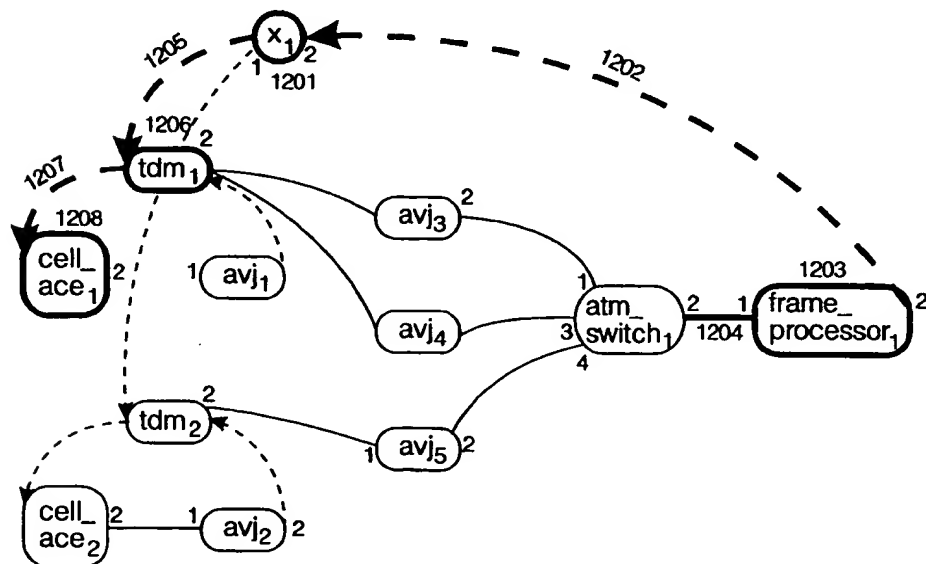 1205
x1
1
2
1201
1202
1206
2
tdm1
1207
1208
cell_
ace1
2
1
avj1
avj3
2
1
avj4
atm_
switch1
3
4
2
1204
1
1203
frame_
processor1
2
tdm2
2
1
avj5
2
cell_
ace2
2
1
avj2
2